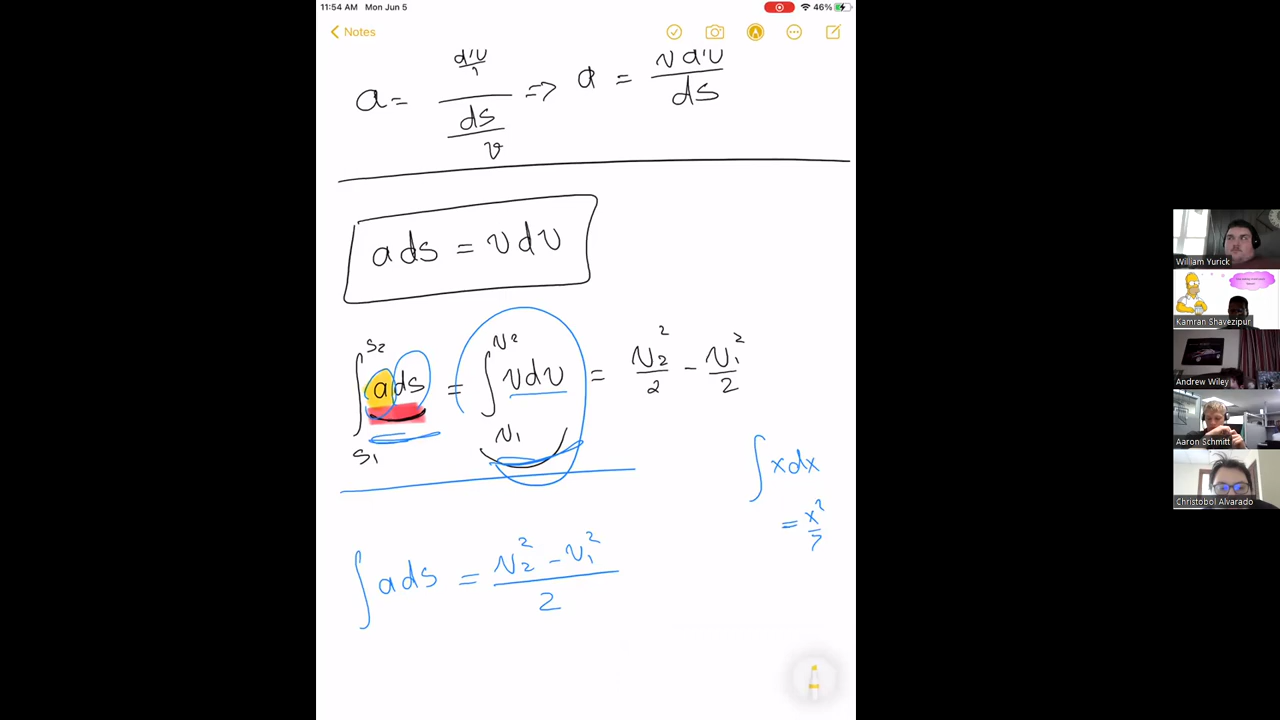 11:54 AM Mon Jun 5
46%
Notes
a = (dv/1)/(ds/v) => a = v dv/ds
a ds = v dv
∫_{s1}^{s2} a ds = ∫_{v1}^{v2} v dv = v₂²/2 - v₁²/2
∫ x dx
= x²/2
∫ a ds = (v₂² - v₁²)/2
William Yurick
Kamran Shavezipur
Andrew Wiley
Aaron Schmitt
Christobol Alvarado